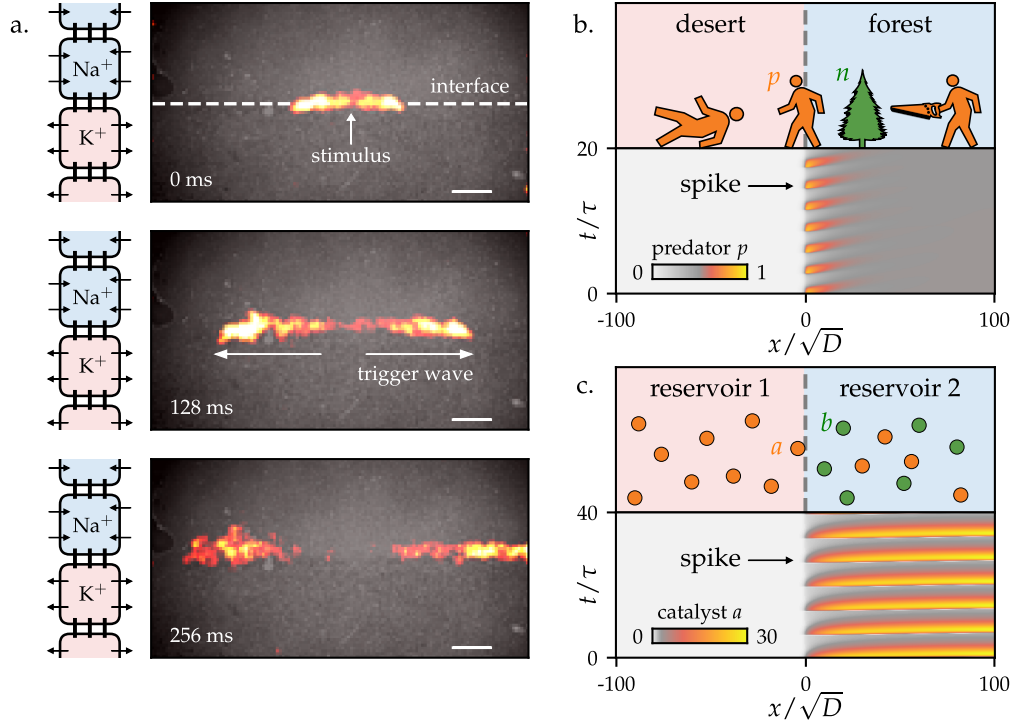 a.
Na⁺
K⁺
interface
stimulus
0 ms
Na⁺
K⁺
trigger wave
128 ms
Na⁺
K⁺
256 ms
b.
desert
forest
p
n
20
spike
t/τ
predator p
0
1
0
-100
0
100
x/√D
c.
reservoir 1
reservoir 2
b
a
40
spike
t/τ
catalyst a
0
30
0
-100
0
100
x/√D